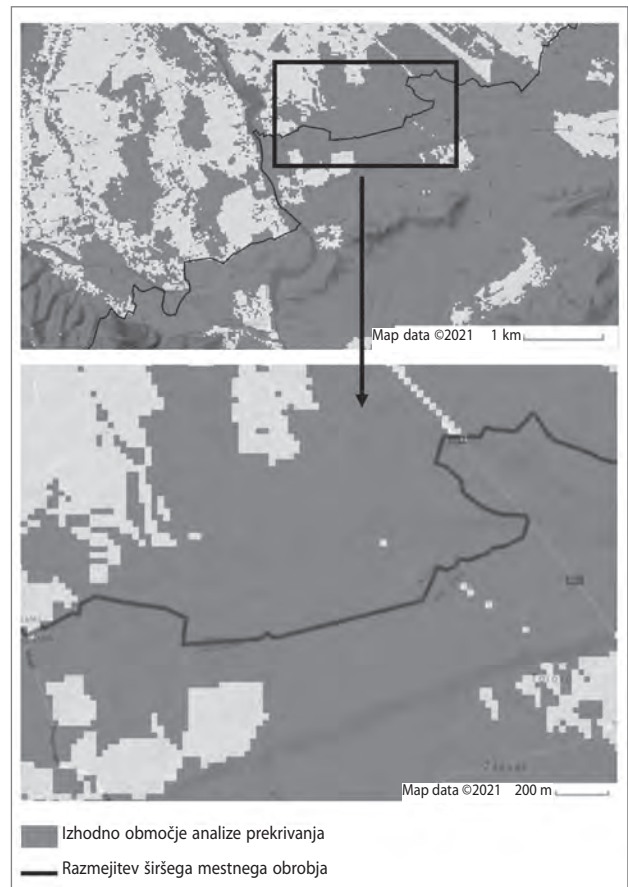 Map data ©2021 1 km
Map data ©2021 200 m
Izhodno območje analize prekrivanja
Razmejitev širšega mestnega obrobja